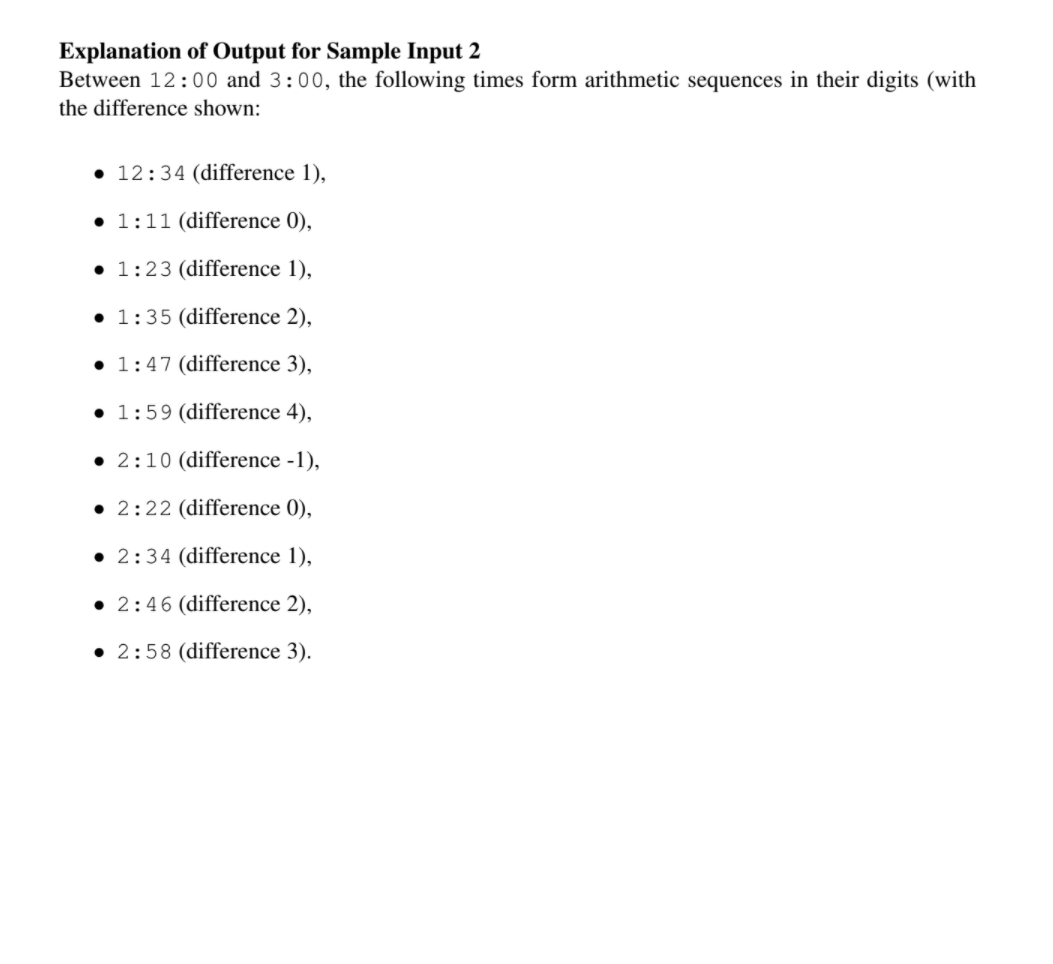 Explanation of Output for Sample Input 2
Between 12:00 and 3:00, the following times form arithmetic sequences in their digits (with
the difference shown:
• 12:34 (difference 1),
• 1:11 (difference 0),
• 1:23 (difference 1),
• 1:35 (difference 2),
• 1:47 (difference 3),
• 1:59 (difference 4),
• 2:10 (difference -1),
• 2:22 (difference 0),
• 2:34 (difference 1),
• 2:46 (difference 2),
• 2:58 (difference 3).